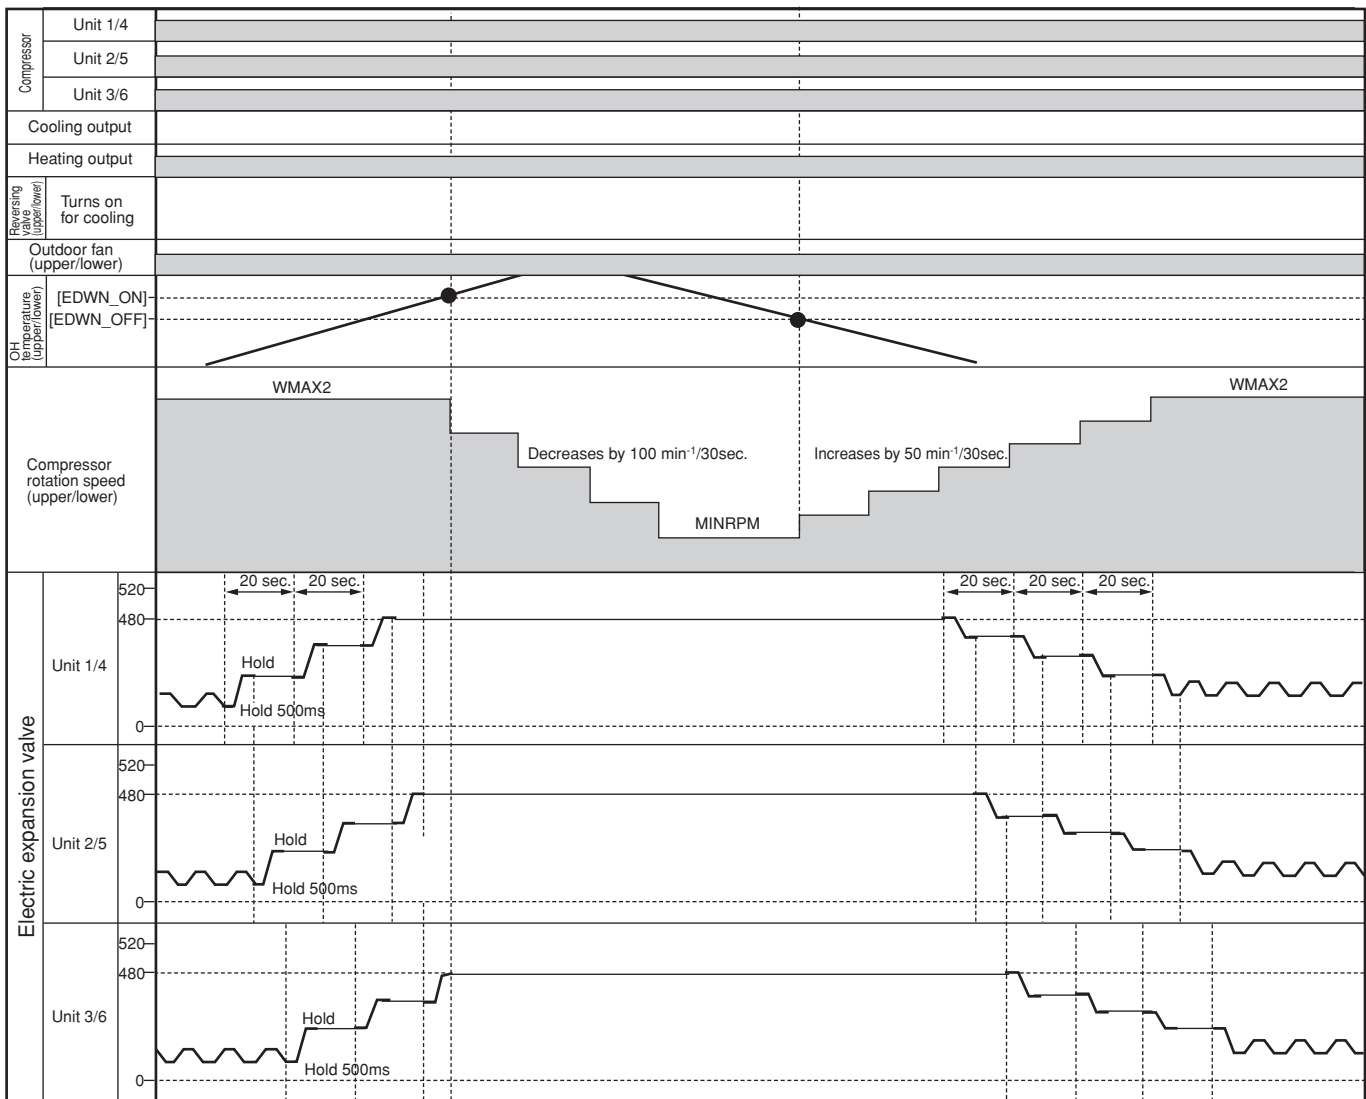 Compressor
Unit 1/4
Unit 2/5
Unit 3/6
Cooling output
Heating output
Reversing
valve
(upper/lower)
Turns on
for cooling
Outdoor fan
(upper/lower)
OH
temperature
(upper/lower)
[EDWN_ON]
[EDWN_OFF]
Compressor
rotation speed
(upper/lower)
WMAX2
WMAX2
Decreases by 100 min-1/30sec.
Increases by 50 min-1/30sec.
MINRPM
Electric expansion valve
Unit 1/4
520
480
0
20 sec.
20 sec.
20 sec.
20 sec.
20 sec.
Hold
Hold 500ms
Unit 2/5
520
480
0
Hold
Hold 500ms
Unit 3/6
520
480
0
Hold
Hold 500ms